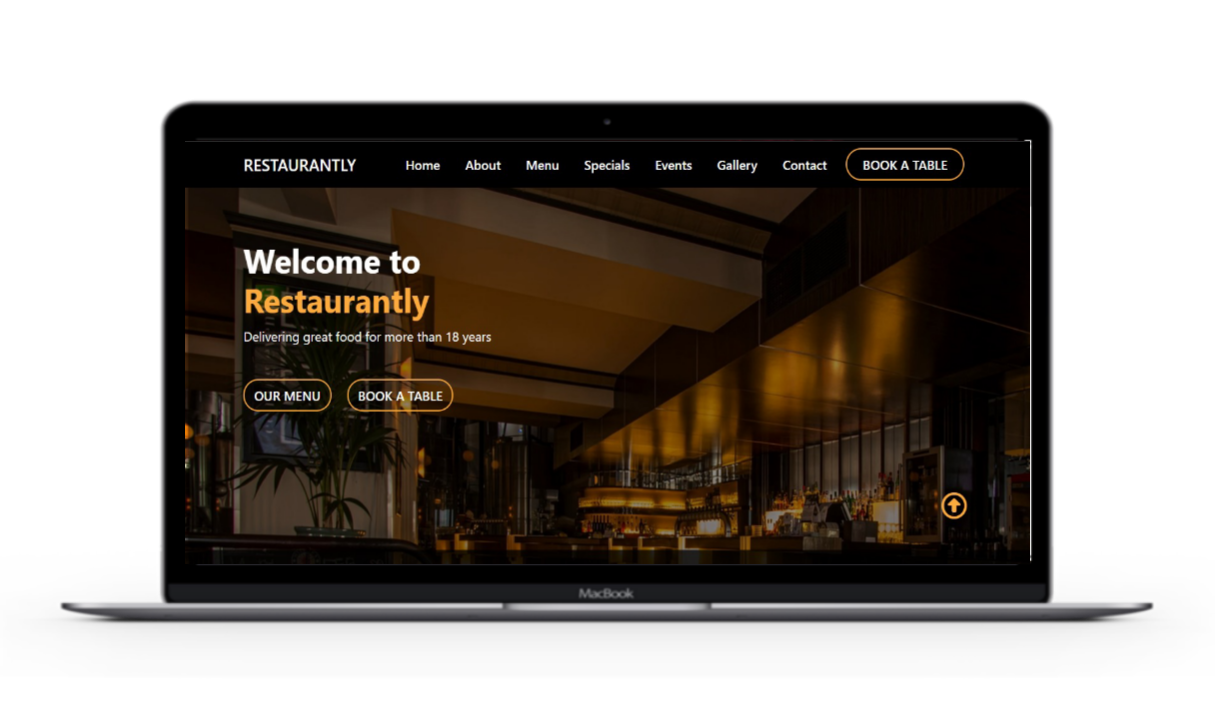 RESTAURANTLY Home About Menu Specials Events Gallery Contact BOOK A TABLE
Welcome to
Restaurantly
Delivering great food for more than 18 years
OUR MENU BOOK A TABLE
MacBook